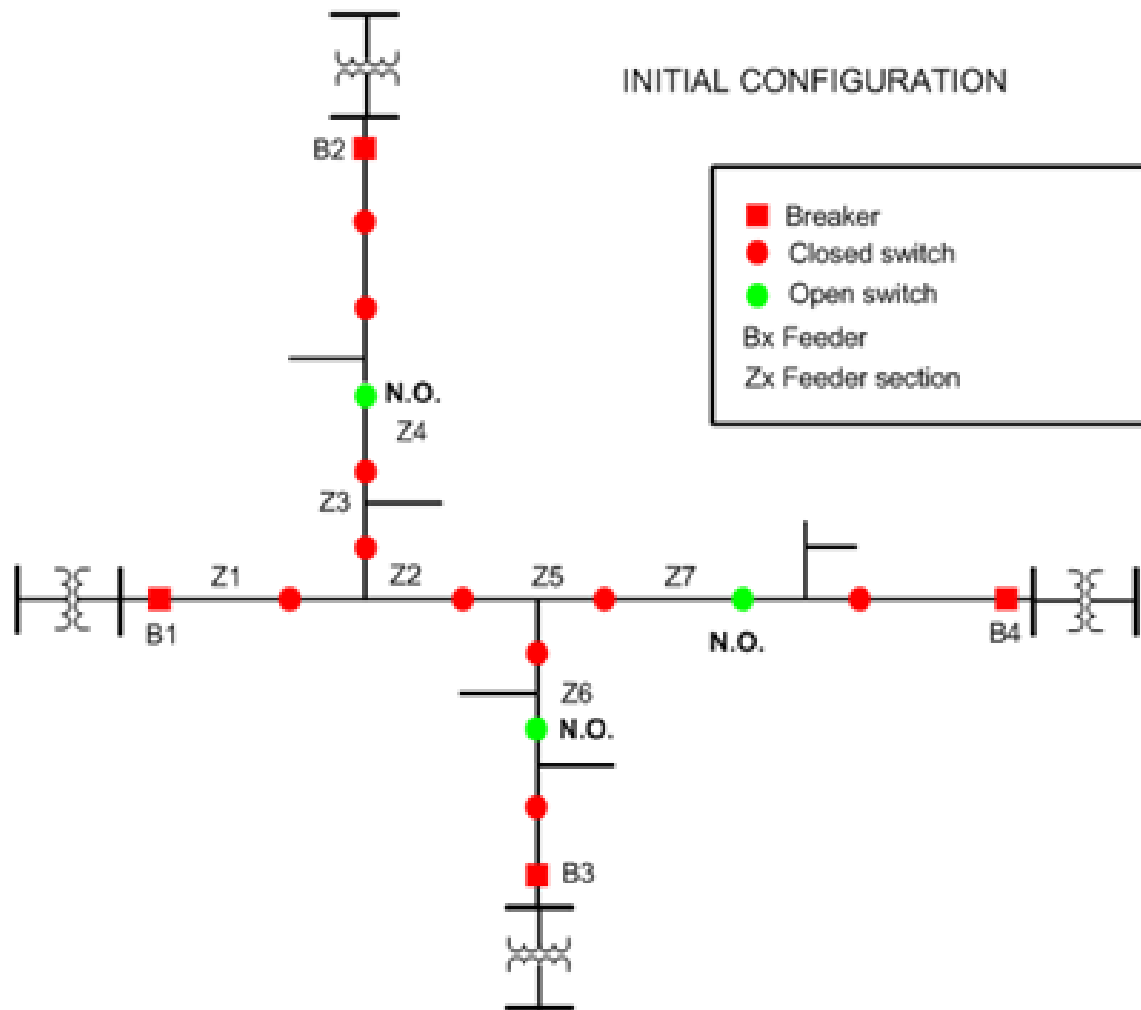 INITIAL CONFIGURATION
B2
Breaker
Closed switch
Open switch
Bx Feeder
Zx Feeder section
N.O.
Z4
Z3
Z1
Z2
Z5
Z7
B1
N.O.
B4
Z6
N.O.
B3